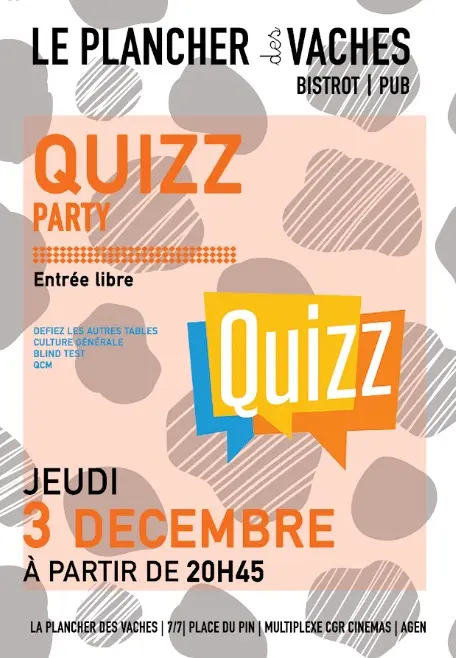 LE PLANCHER des VACHES
BISTROT | PUB
QUIZZ
PARTY
Entrée libre
DEFIEZ LES AUTRES TABLES
CULTURE GÉNÉRALE
BLIND TEST
QCM
Quizz
JEUDI
3 DECEMBRE
À PARTIR DE 20H45
LA PLANCHER DES VACHES | 7/7| PLACE DU PIN | MULTIPLEXE CGR CINEMAS | AGEN